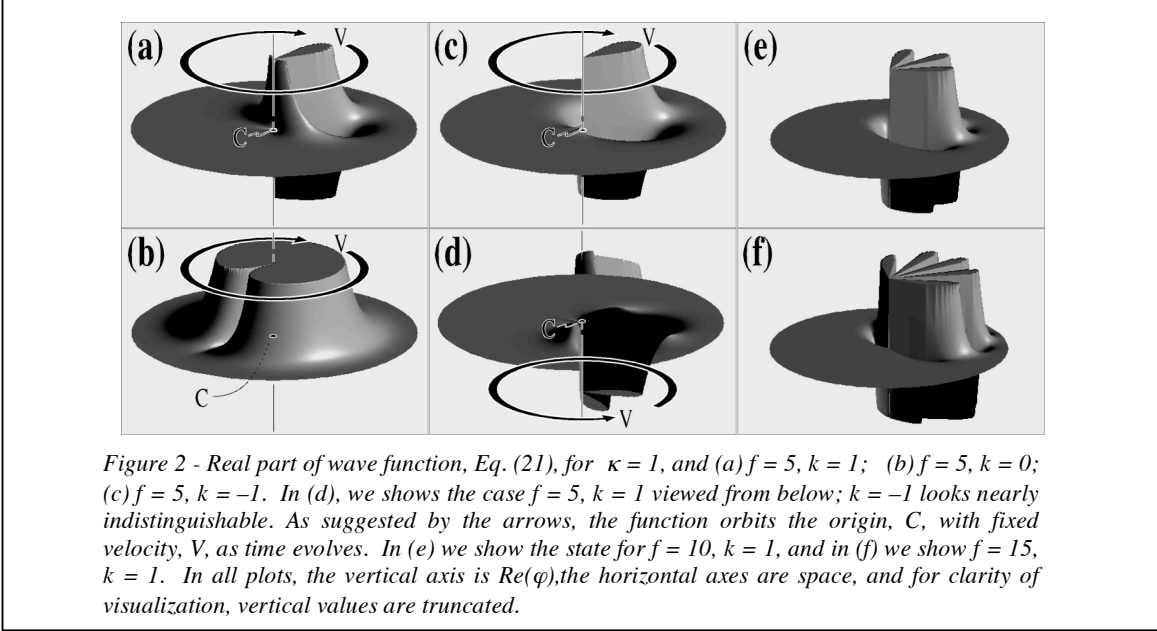 (a) V (c) V (e)
C C
(b) V (d) (f)
C
C V
Figure 2 - Real part of wave function, Eq. (21), for κ = 1, and (a) f = 5, k = 1; (b) f = 5, k = 0;
(c) f = 5, k = –1. In (d), we shows the case f = 5, k = 1 viewed from below; k = –1 looks nearly
indistinguishable. As suggested by the arrows, the function orbits the origin, C, with fixed
velocity, V, as time evolves. In (e) we show the state for f = 10, k = 1, and in (f) we show f = 15,
k = 1. In all plots, the vertical axis is Re(φ),the horizontal axes are space, and for clarity of
visualization, vertical values are truncated.